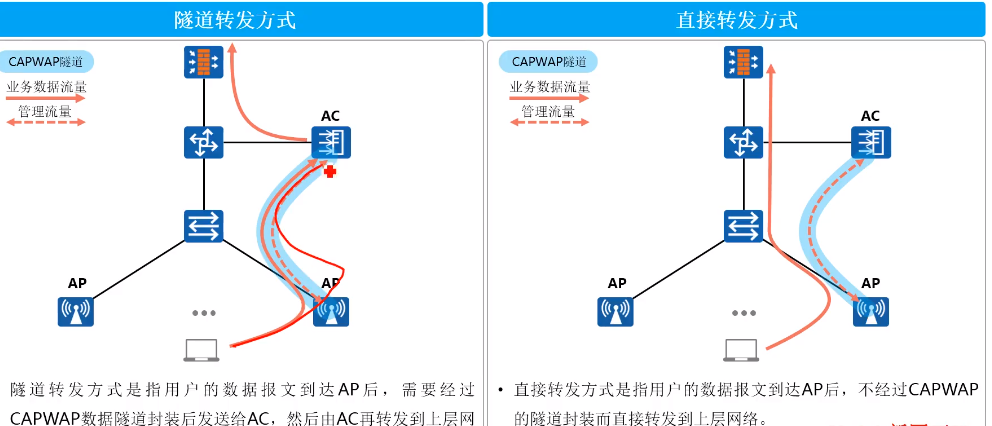 隧道转发方式
CAPWAP隧道
业务数据流量
管理流量
AC
AP
AP
隧道转发方式是指用户的数据报文到达AP后，需要经过
CAPWAP数据隧道封装后发送给AC，然后由AC再转发到上层网
直接转发方式
CAPWAP隧道
业务数据流量
管理流量
AC
AP
AP
• 直接转发方式是指用户的数据报文到达AP后，不经过CAPWAP
的隧道封装而直接转发到上层网络。